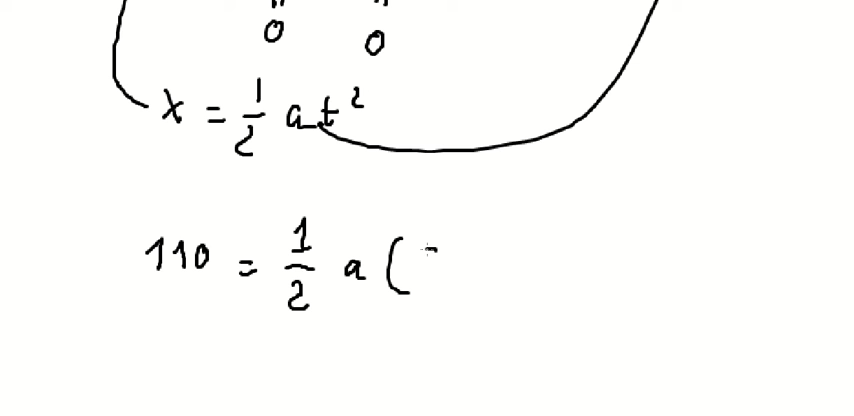 0 0
x = 1/2 at²
110 = 1/2 a (